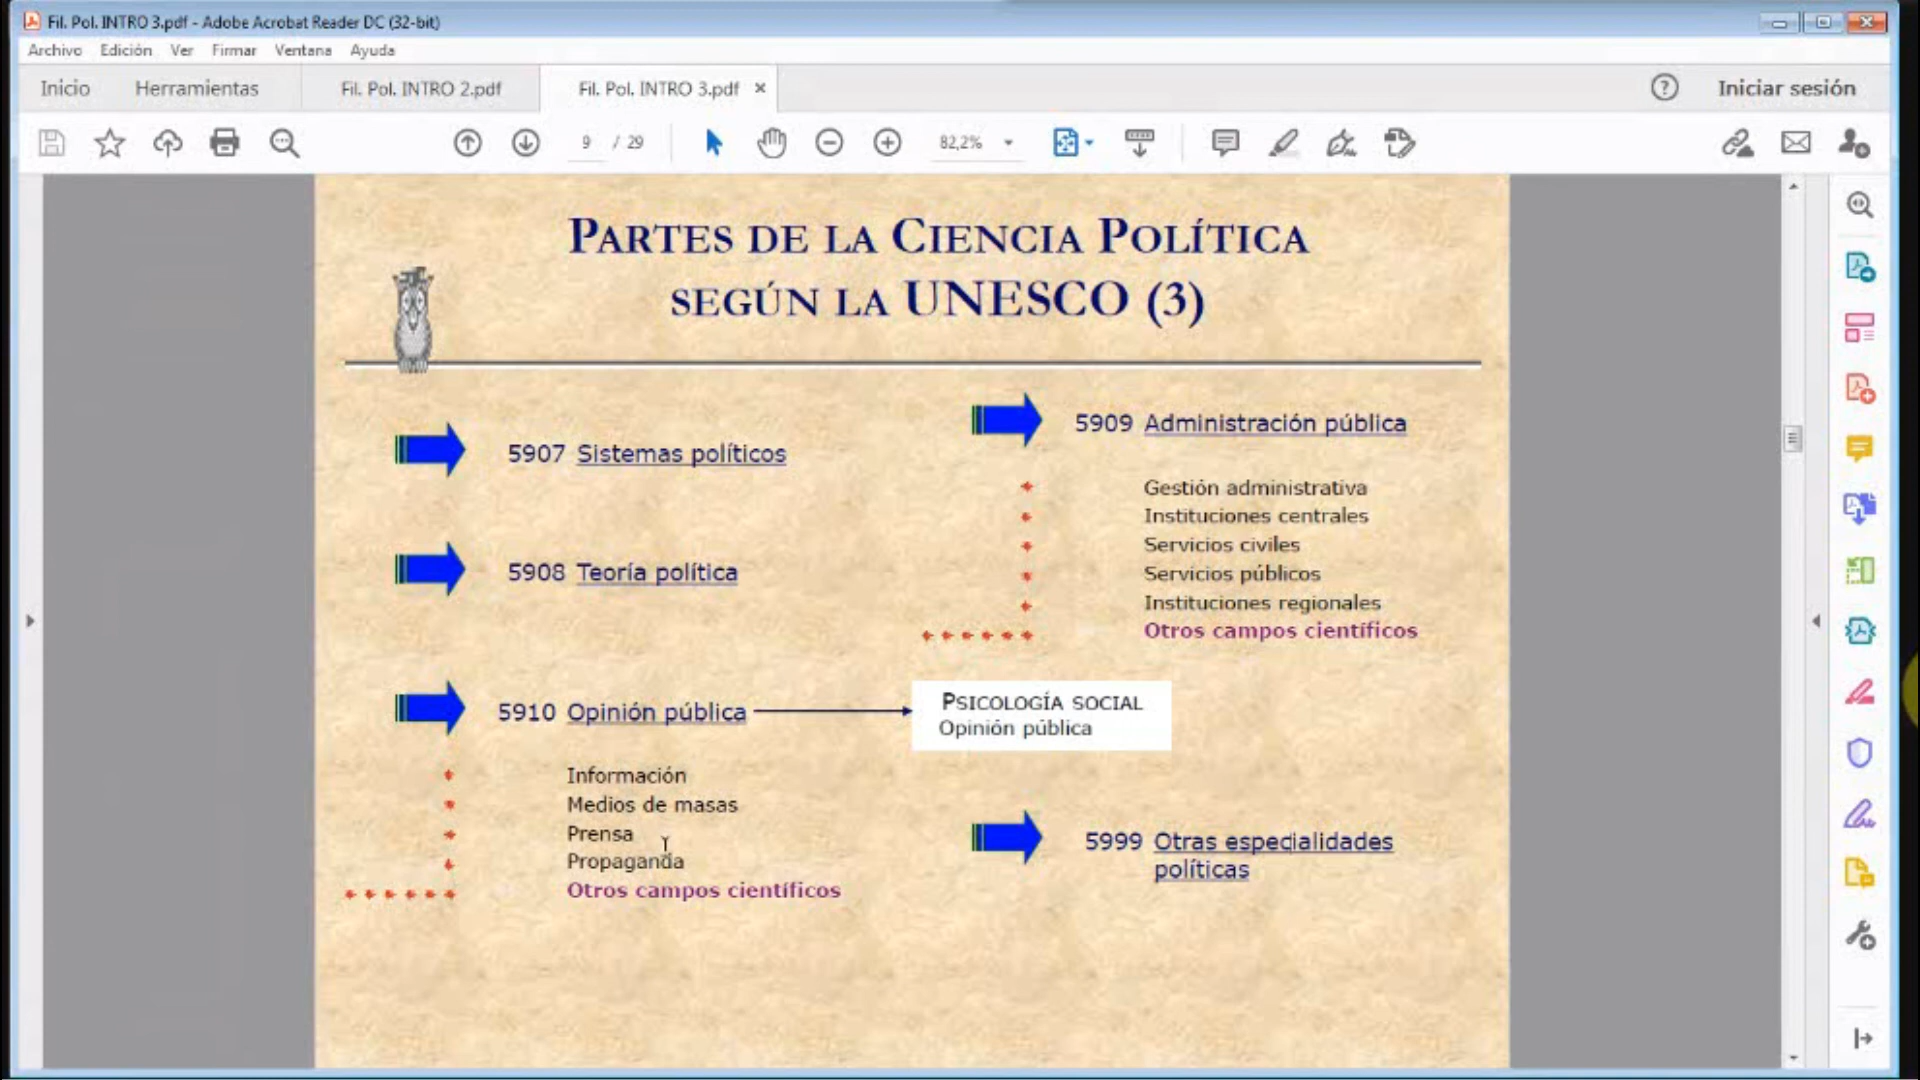 Fil. Pol. INTRO 3.pdf - Adobe Acrobat Reader DC (32-bit)
Archivo Edición Ver Firmar Ventana Ayuda
Inicio Herramientas Fil. Pol. INTRO 2.pdf Fil. Pol. INTRO 3.pdf Iniciar sesión
9 / 29 82,2%
PARTES DE LA CIENCIA POLÍTICA
SEGÚN LA UNESCO (3)
5907 Sistemas políticos
5908 Teoría política
5910 Opinión pública
Información
Medios de masas
Prensa
Propaganda
Otros campos científicos
5909 Administración pública
Gestión administrativa
Instituciones centrales
Servicios civiles
Servicios públicos
Instituciones regionales
Otros campos científicos
PSICOLOGÍA SOCIAL
Opinión pública
5999 Otras especialidades
políticas